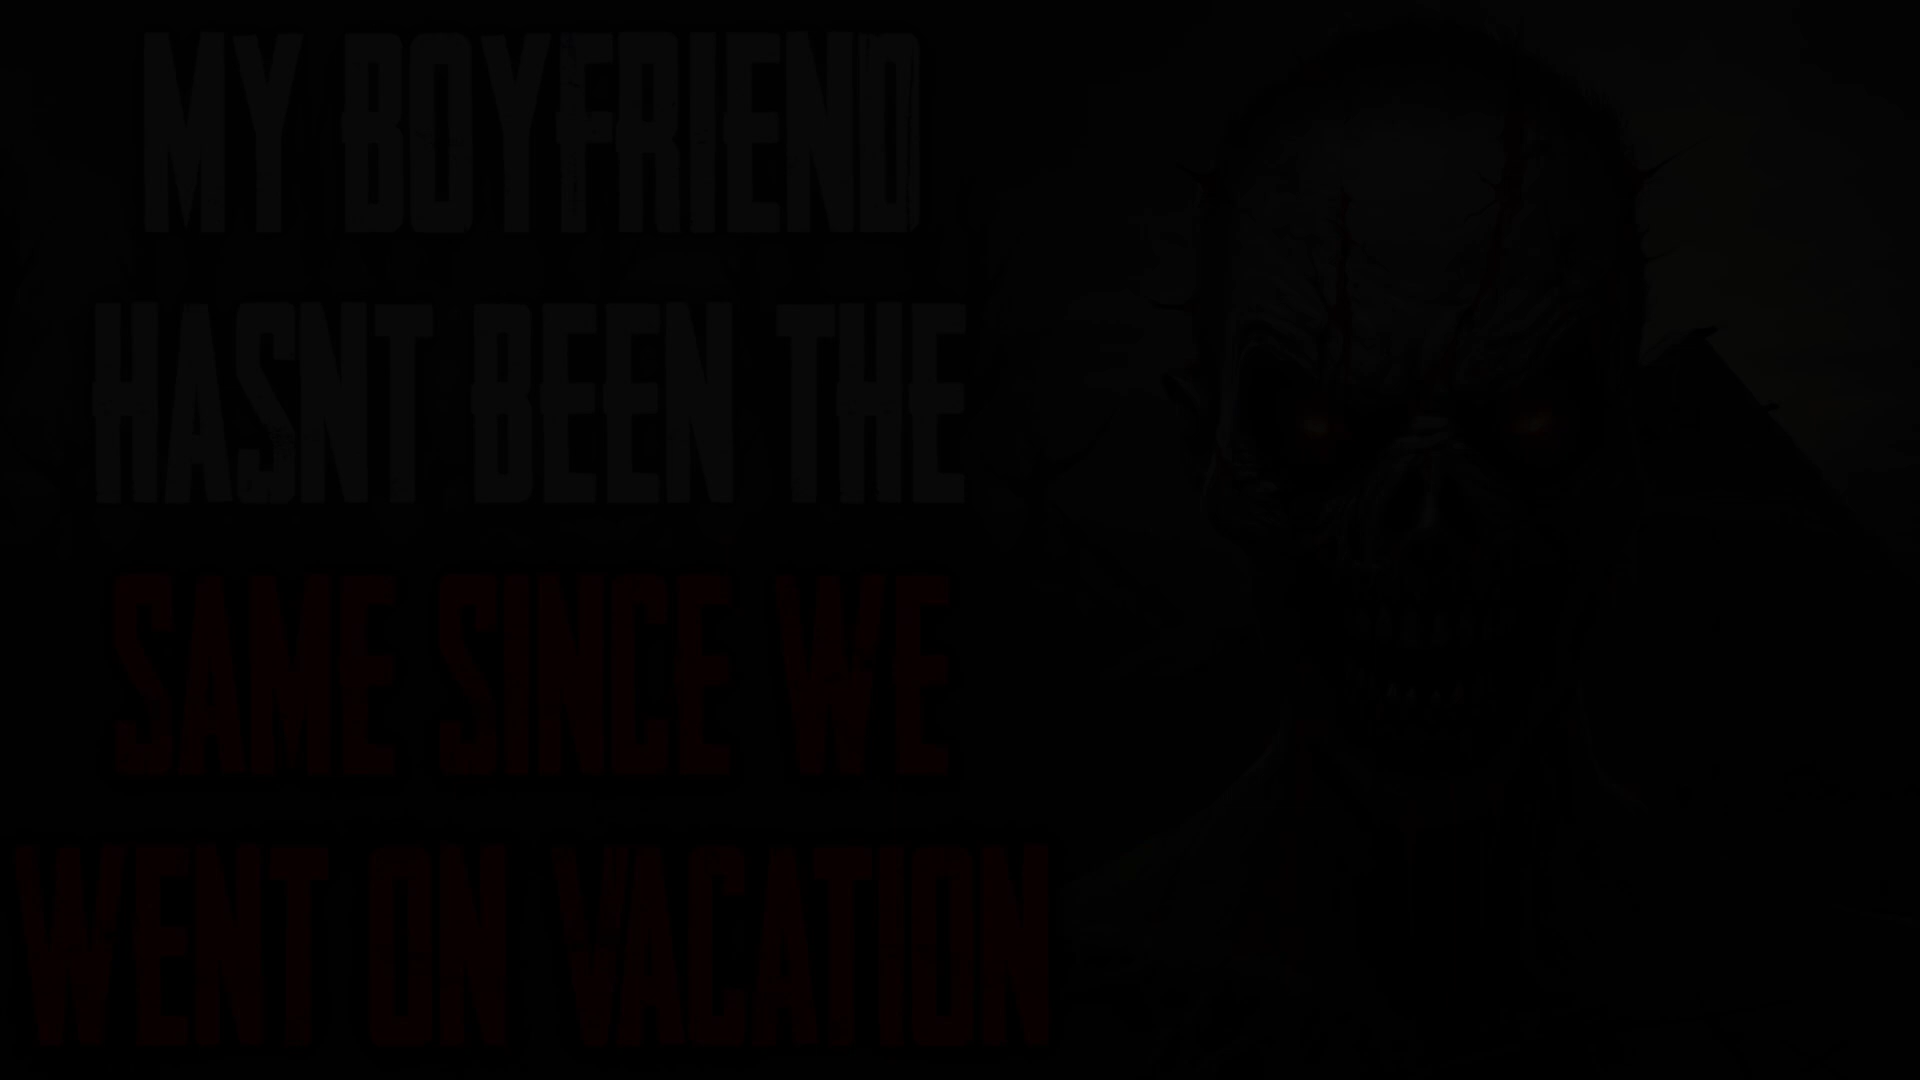 MY BOYFRIEND
HASNT BEEN THE
SAME SINCE WE
WENT ON VACATION